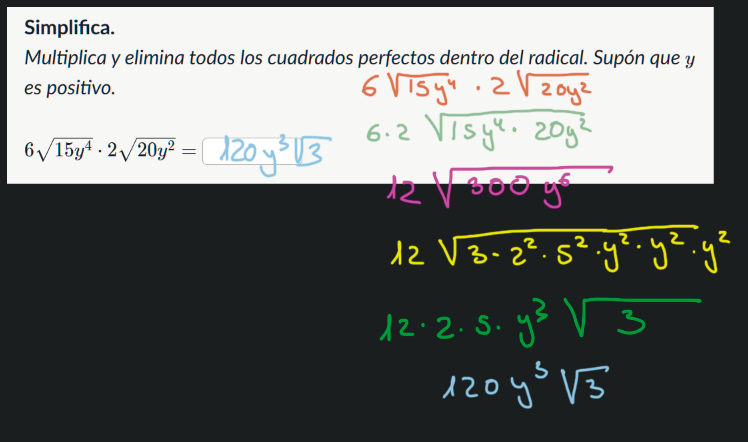 Simplifica.
Multiplica y elimina todos los cuadrados perfectos dentro del radical. Supón que y
es positivo.
6√15y⁴ · 2√20y² = 120y³√3
6√15y⁴ · 2√20y²
6·2 √15y⁴· 20y²
12 √300 y⁶
12 √3·2²·5²·y²·y²·y²
12·2·5·y³ √3
120y³ √3